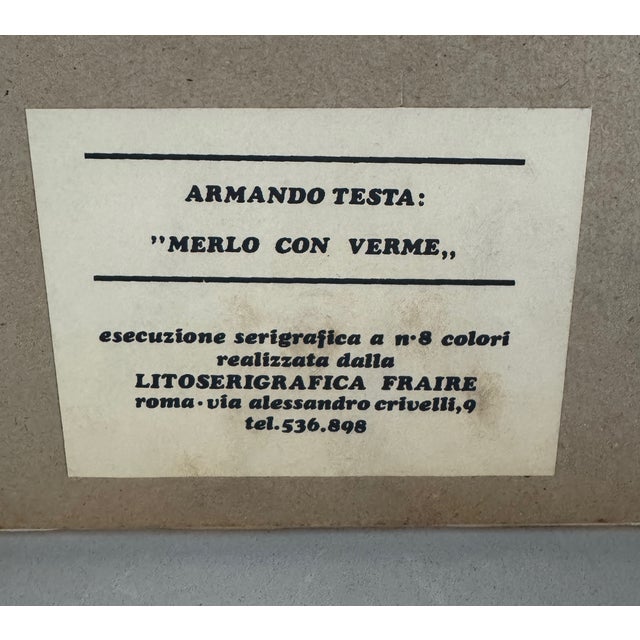 ARMANDO TESTA:
"MERLO CON VERME„
esecuzione serigrafica a n·8 colori
realizzata dalla
LITOSERIGRAFICA FRAIRE
roma·via alessandro crivelli,9
tel.536.898